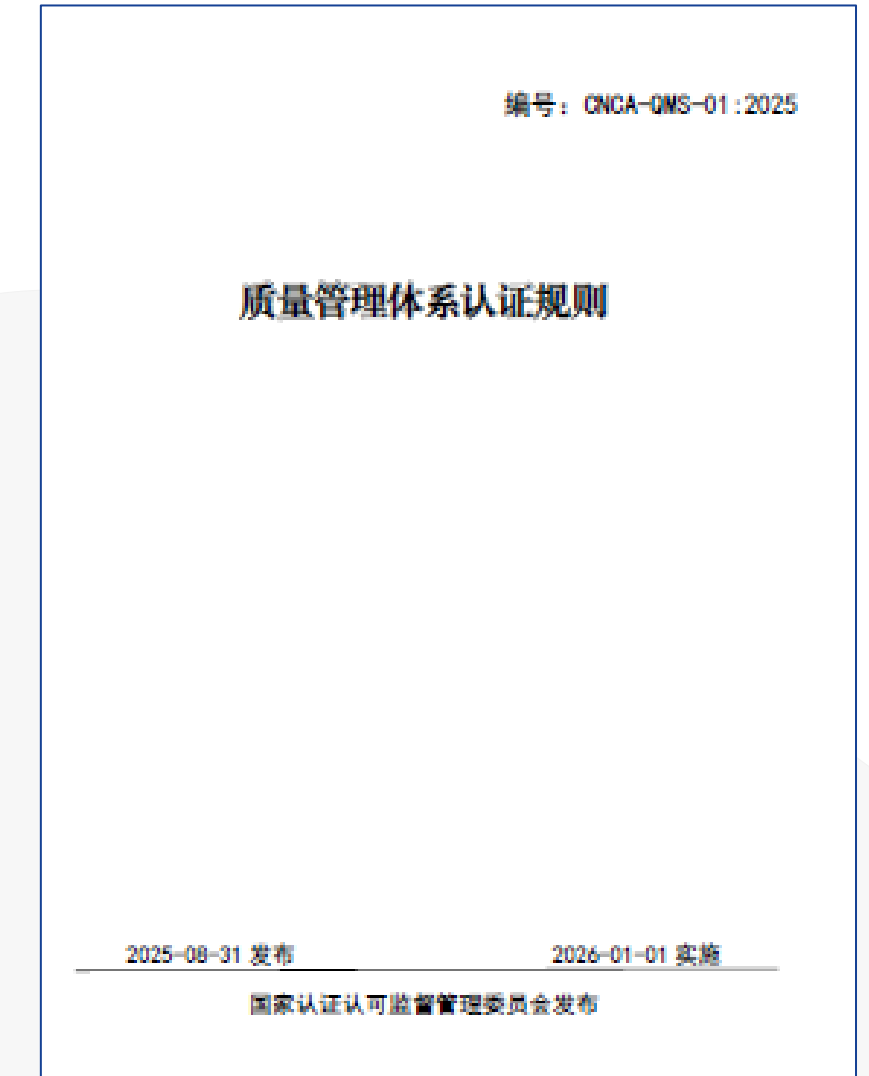 编号：CNCA-QMS-01:2025
质量管理体系认证规则
2025-08-31 发布
2026-01-01 实施
国家认证认可监督管理委员会发布